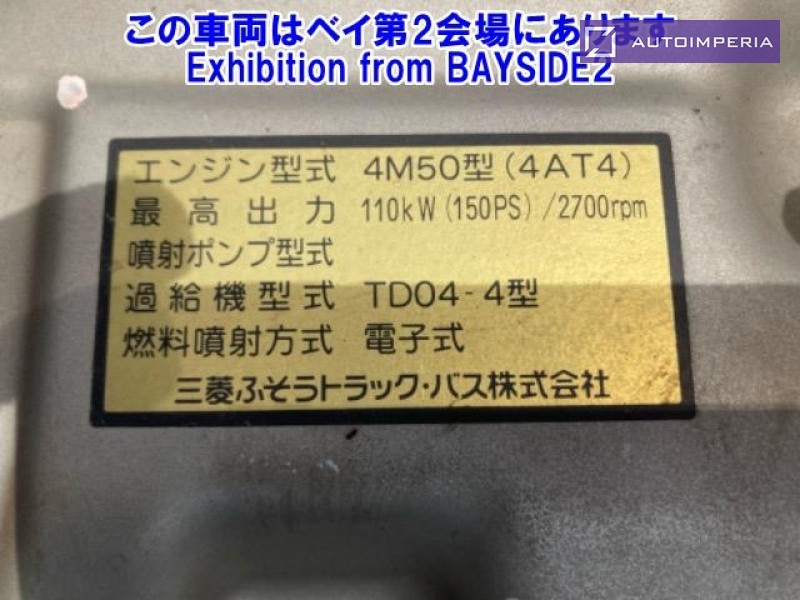 この車両はベイ第2会場にあります
AUTOIMPERIA
Exhibition from BAYSIDE2
エンジン型式 4M50型(4AT4)
最高出力 110kW(150PS)/2700rpm
噴射ポンプ型式
過給機型式 TD04-4型
燃料噴射方式 電子式
三菱ふそうトラック・バス株式会社